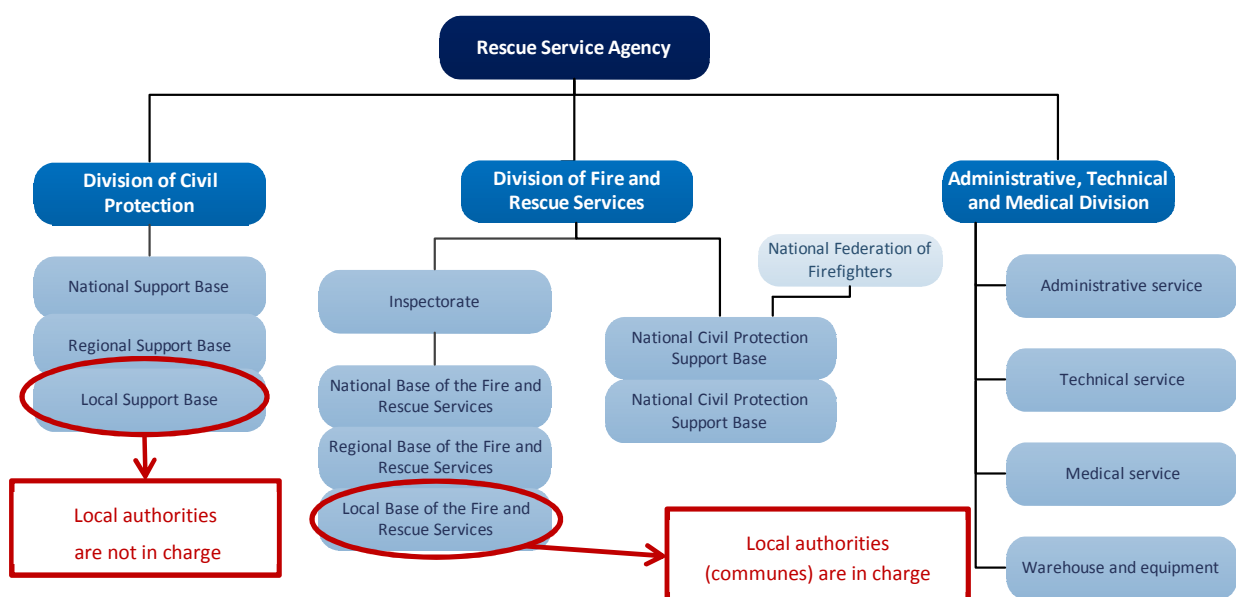 Rescue Service Agency
Division of Civil
Protection
National Support Base
Regional Support Base
Local Support Base
Local authorities
are not in charge
Division of Fire and
Rescue Services
Inspectorate
National Base of the Fire and
Rescue Services
Regional Base of the Fire and
Rescue Services
Local Base of the Fire and
Rescue Services
National Federation of
Firefighters
National Civil Protection
Support Base
National Civil Protection
Support Base
Local authorities
(communes) are in charge
Administrative, Technical
and Medical Division
Administrative service
Technical service
Medical service
Warehouse and equipment